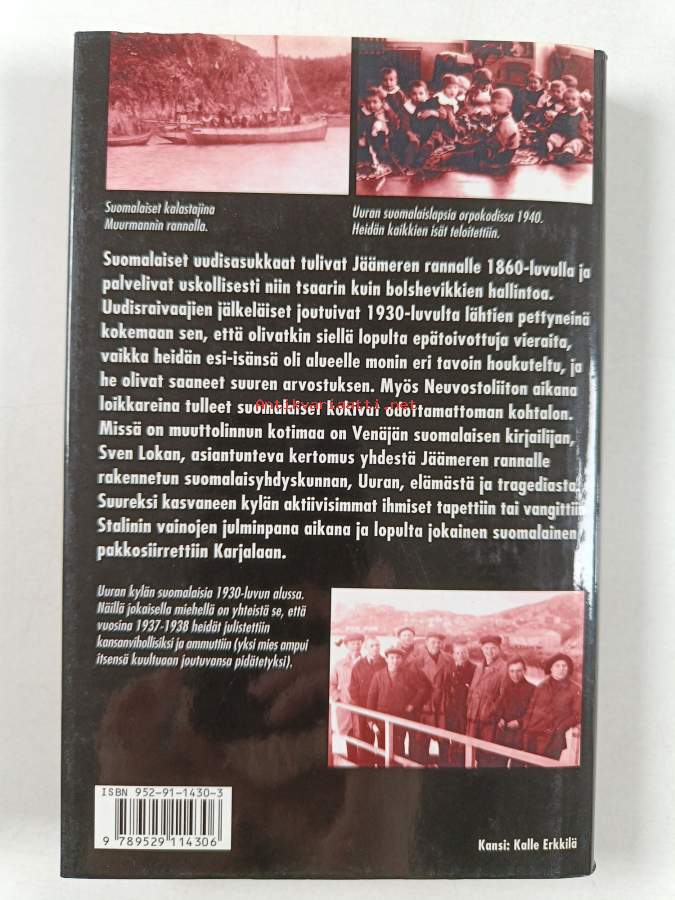 Suomalaiset kalastajina
Muurmannin rannalla.
Uuran suomalaislapsia orpokodissa 1940.
Heidän kaikkien isät teloitettiin.
Suomalaiset uudisasukkaat tulivat Jäämeren rannalle 1860-luvulla ja
palvelivat uskollisesti niin tsaarin kuin bolshevikkien hallintoa.
Uudisraivaajien jälkeläiset joutuivat 1930-luvulta lähtien pettyneinä
kokemaan sen, että olivatkin siellä lopulta epätoivottuja vieraita,
vaikka heidän esi-isänsä oli alueelle monin eri tavoin houkuteltu, ja
he olivat saaneet suuren arvostuksen. Myös Neuvostoliiton aikana
loikkareina tulleet suomalaiset kokivat odottamattoman kohtalon.
Antikvariaatti.net
Missä on muuttolinnun kotimaa on Venäjän suomalaisen kirjailijan,
Sven Lokan, asiantunteva kertomus yhdestä Jäämeren rannalle
rakennetun suomalaisyhdyskunnan, Uuran, elämästä ja tragediasta.
Suureksi kasvaneen kylän aktiivisimmat ihmiset tapettiin tai vangittiin
Stalinin vainojen julminpana aikana ja lopulta jokainen suomalainen
pakkosiirrettiin Karjalaan.
Uuran kylän suomalaisia 1930-luvun alussa.
Näillä jokaisella miehellä on yhteistä se, että
vuosina 1937-1938 heidät julistettiin
kansanvihollisiksi ja ammuttiin (yksi mies ampui
itsensä kuultuaan joutuvansa pidätetyksi).
ISBN 952-91-1430-3
9 789529 114306
Kansi: Kalle Erkkilä